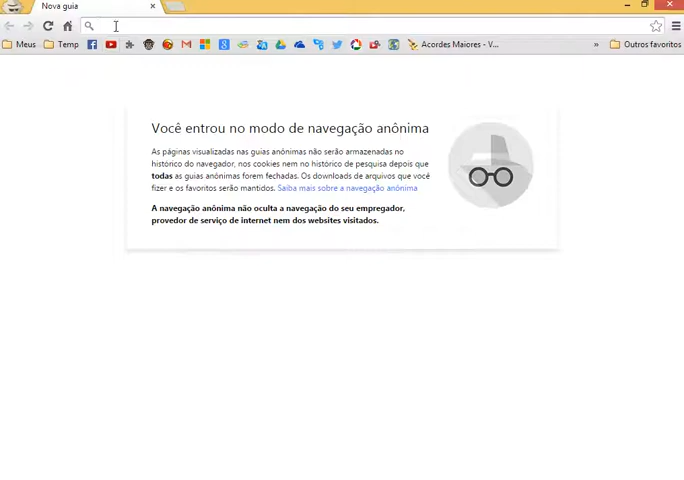 Nova guia
Meus Temp Acordes Maiores - V... » Outros favoritos
Você entrou no modo de navegação anônima
As páginas visualizadas nas guias anônimas não serão armazenadas no
histórico do navegador, nos cookies nem no histórico de pesquisa depois que
todas as guias anônimas forem fechadas. Os downloads de arquivos que você
fizer e os favoritos serão mantidos. Saiba mais sobre a navegação anônima
A navegação anônima não oculta a navegação do seu empregador,
provedor de serviço de internet nem dos websites visitados.